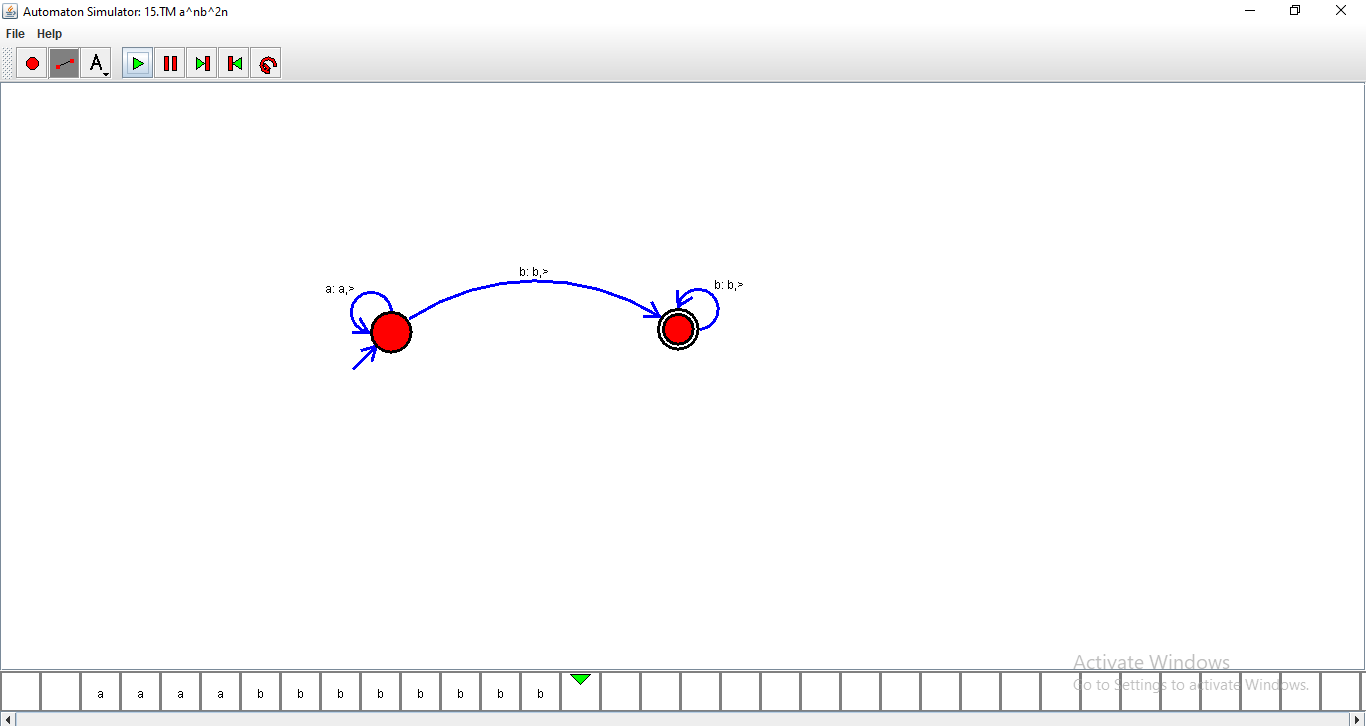 Automaton Simulator: 15.TM a^nb^2n
File Help
A
b: b,>
a: a,>
b: b,>
Activate Windows
Go to Settings to activate Windows.
a a a a b b b b b b b b